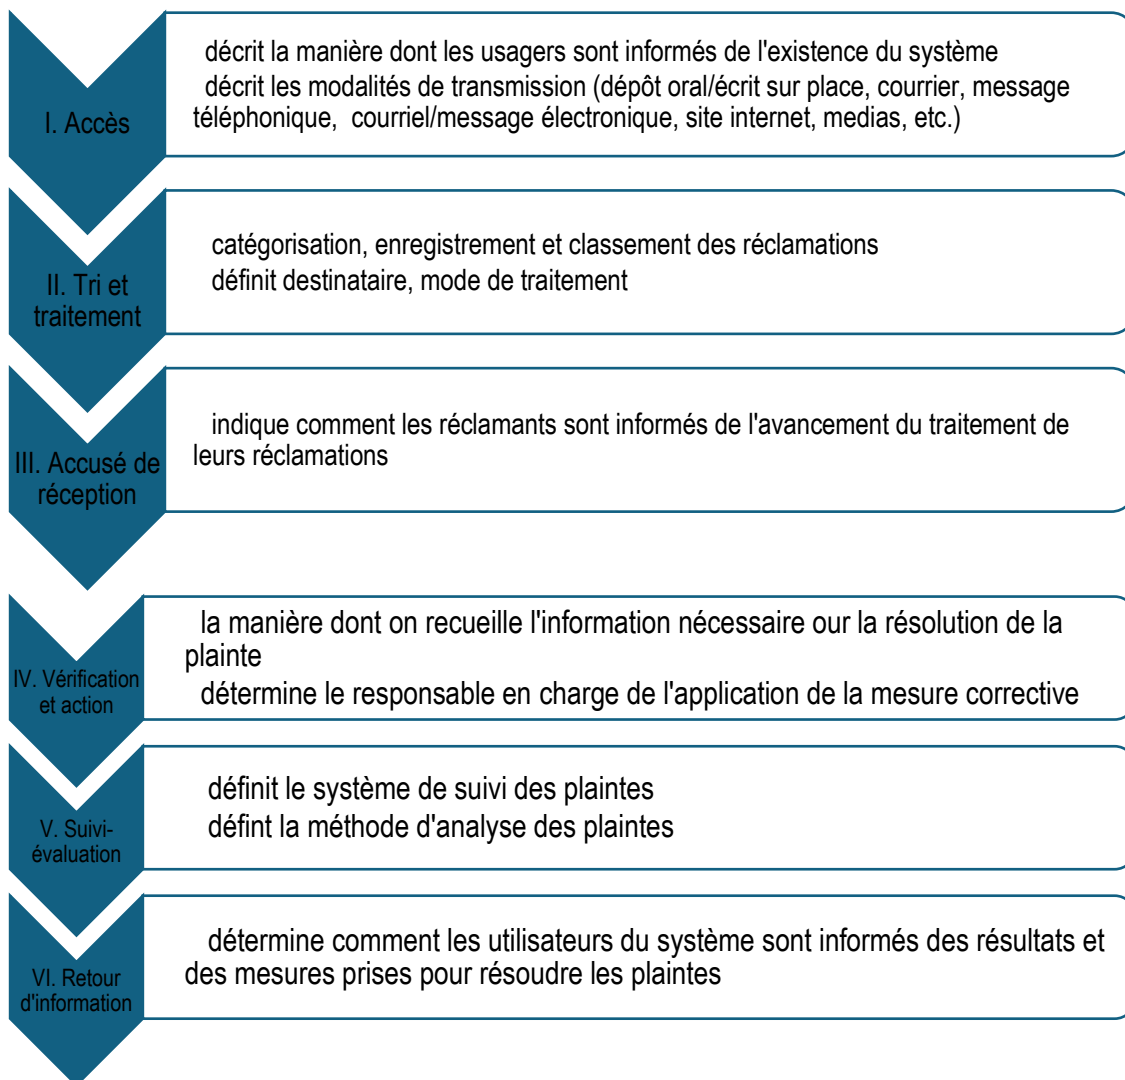 I. Accès
décrit la manière dont les usagers sont informés de l'existence du système
décrit les modalités de transmission (dépôt oral/écrit sur place, courrier, message
téléphonique, courriel/message électronique, site internet, medias, etc.)
II. Tri et
traitement
catégorisation, enregistrement et classement des réclamations
définit destinataire, mode de traitement
III. Accusé de
réception
indique comment les réclamants sont informés de l'avancement du traitement de
leurs réclamations
IV. Vérification
et action
la manière dont on recueille l'information nécessaire our la résolution de la
plainte
détermine le responsable en charge de l'application de la mesure corrective
V. Suivi-
évaluation
définit le système de suivi des plaintes
défint la méthode d'analyse des plaintes
VI. Retour
d'information
détermine comment les utilisateurs du système sont informés des résultats et
des mesures prises pour résoudre les plaintes